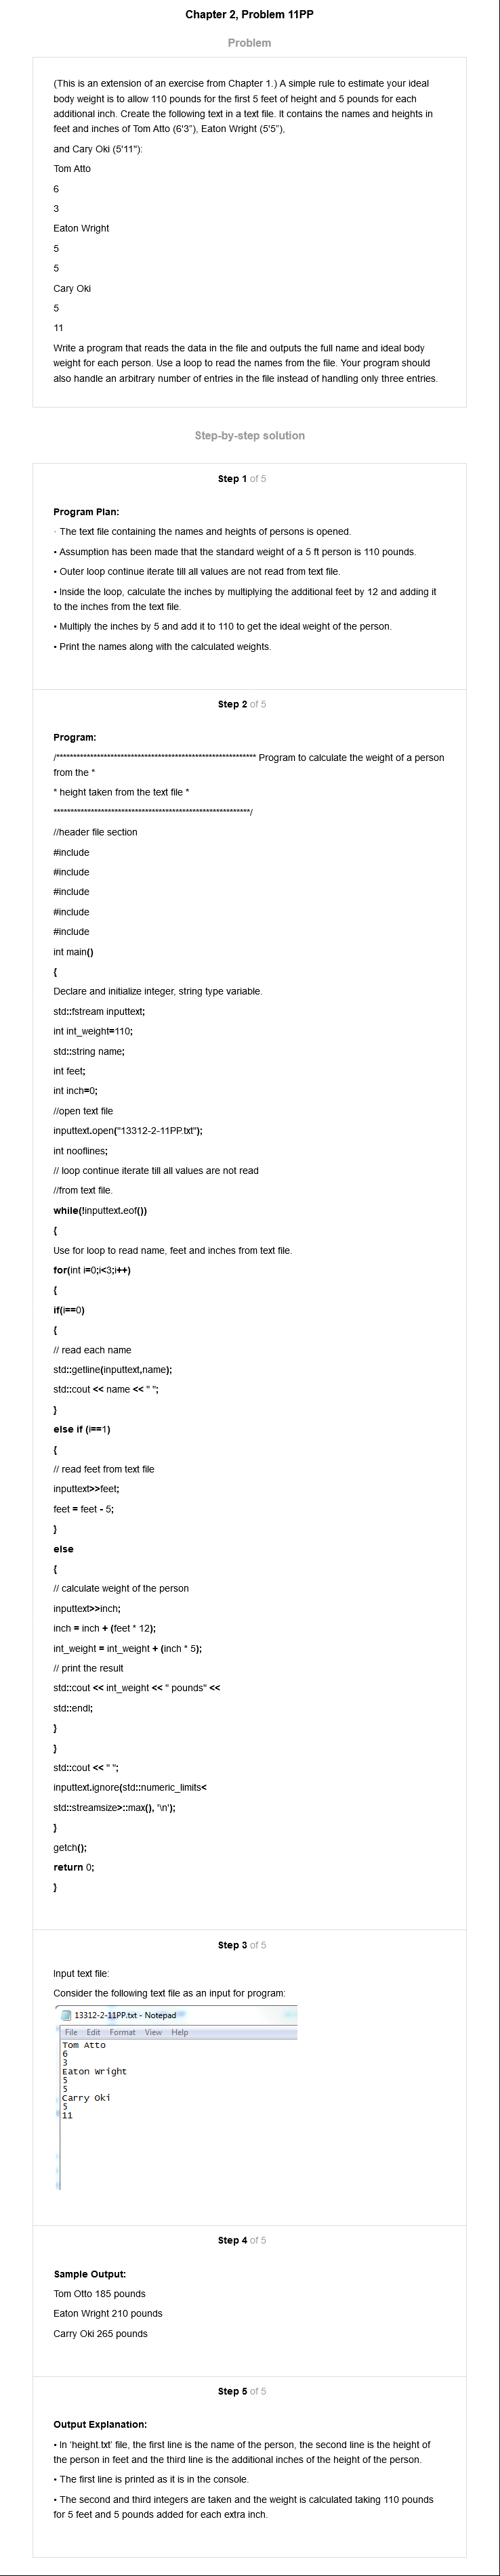 Chapter 2, Problem 11PP
Problem
(This is an extension of an exercise from Chapter 1.) A simple rule to estimate your ideal
body weight is to allow 110 pounds for the first 5 feet of height and 5 pounds for each
additional inch. Create the following text in a text file. It contains the names and heights in
feet and inches of Tom Atto (6'3"), Eaton Wright (5'5"),
and Cary Oki (5'11"):
Tom Atto
6
3
Eaton Wright
5
5
Cary Oki
5
11
Write a program that reads the data in the file and outputs the full name and ideal body
weight for each person. Use a loop to read the names from the file. Your program should
also handle an arbitrary number of entries in the file instead of handling only three entries.
Step-by-step solution
Step 1 of 5
Program Plan:
· The text file containing the names and heights of persons is opened.
• Assumption has been made that the standard weight of a 5 ft person is 110 pounds.
• Outer loop continue iterate till all values are not read from text file.
• Inside the loop, calculate the inches by multiplying the additional feet by 12 and adding it
to the inches from the text file.
• Multiply the inches by 5 and add it to 110 to get the ideal weight of the person.
• Print the names along with the calculated weights.
Step 2 of 5
Program:
/*********************************************************** Program to calculate the weight of a person
from the *
* height taken from the text file *
**********************************************************/
//header file section
#include
#include
#include
#include
#include
int main()
{
Declare and initialize integer, string type variable.
std::fstream inputtext;
int int_weight=110;
std::string name;
int feet;
int inch=0;
//open text file
inputtext.open("13312-2-11PP.txt");
int nooflines;
// loop continue iterate till all values are not read
//from text file.
while(!inputtext.eof())
{
Use for loop to read name, feet and inches from text file.
for(int i=0;i<3;i++)
{
if(i==0)
{
// read each name
std::getline(inputtext,name);
std::cout << name << " ";
}
else if (i==1)
{
// read feet from text file
inputtext>>feet;
feet = feet - 5;
}
else
{
// calculate weight of the person
inputtext>>inch;
inch = inch + (feet * 12);
int_weight = int_weight + (inch * 5);
// print the result
std::cout << int_weight << " pounds" <<
std::endl;
}
}
std::cout << " ";
inputtext.ignore(std::numeric_limits<
std::streamsize>::max(), '\n');
}
getch();
return 0;
}
Step 3 of 5
Input text file:
Consider the following text file as an input for program:
13312-2-11PP.txt - Notepad
File Edit Format View Help
Tom Atto
6
3
Eaton Wright
5
5
Carry Oki
5
11
Step 4 of 5
Sample Output:
Tom Otto 185 pounds
Eaton Wright 210 pounds
Carry Oki 265 pounds
Step 5 of 5
Output Explanation:
• In 'height.txt' file, the first line is the name of the person, the second line is the height of
the person in feet and the third line is the additional inches of the height of the person.
• The first line is printed as it is in the console.
• The second and third integers are taken and the weight is calculated taking 110 pounds
for 5 feet and 5 pounds added for each extra inch.